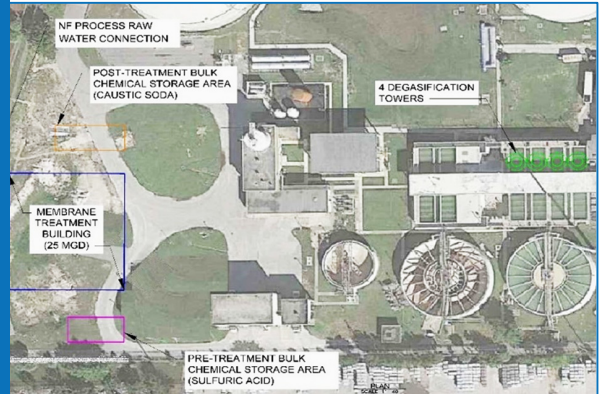 NF PROCESS RAW
WATER CONNECTION
POST-TREATMENT BULK
CHEMICAL STORAGE AREA
(CAUSTIC SODA)
4 DEGASIFICATION
TOWERS
MEMBRANE
TREATMENT
BUILDING
(25 MGD)
PRE-TREATMENT BULK
CHEMICAL STORAGE AREA
(SULFURIC ACID)
PLAN